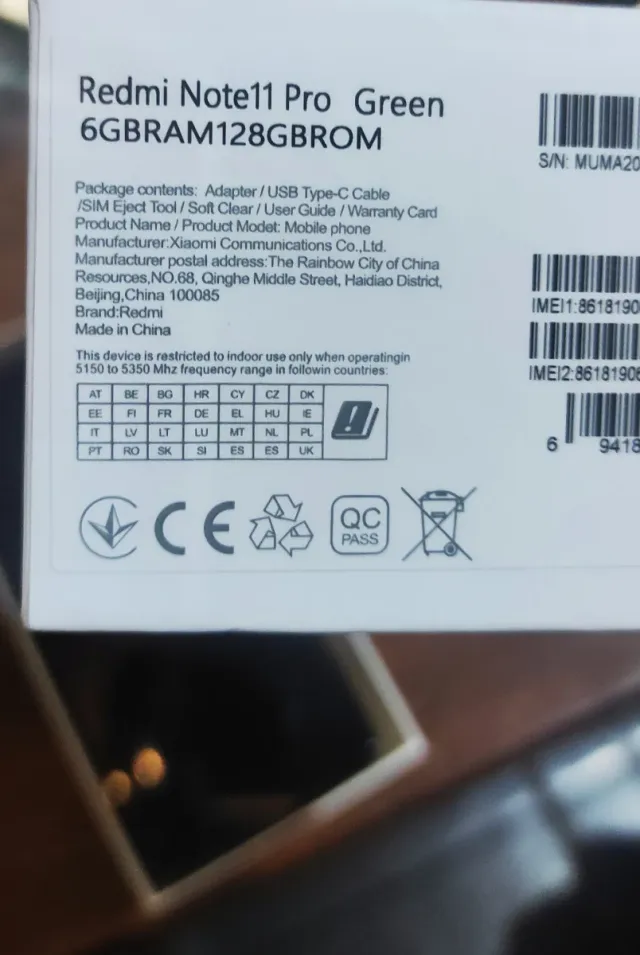 Redmi Note11 Pro Green
6GBRAM128GBROM
S/N: MUMA20
Package contents: Adapter / USB Type-C Cable
/SIM Eject Tool / Soft Clear / User Guide / Warranty Card
Product Name / Product Modet: Mobile phone
Manufacturer:Xiaomi Communications Co.,Ltd.
Manufacturer postal address:The Rainbow City of China
Resources,NO.68, Qinghe Middle Street, Haidiao District,
Beijing,China 100085
Brand:Redmi
Made in China
IMEI1:8618190
IMEI2:86181906
6 9418
This device is restricted to indoor use only when operatingin
5150 to 5350 Mhz frequency range in followin countries:
AT BE BG HR CY CZ DK
EE FI FR DE EL HU IE
IT LV LT LU MT NL PL
PT RO SK SI ES ES UK
CE
QC
PASS